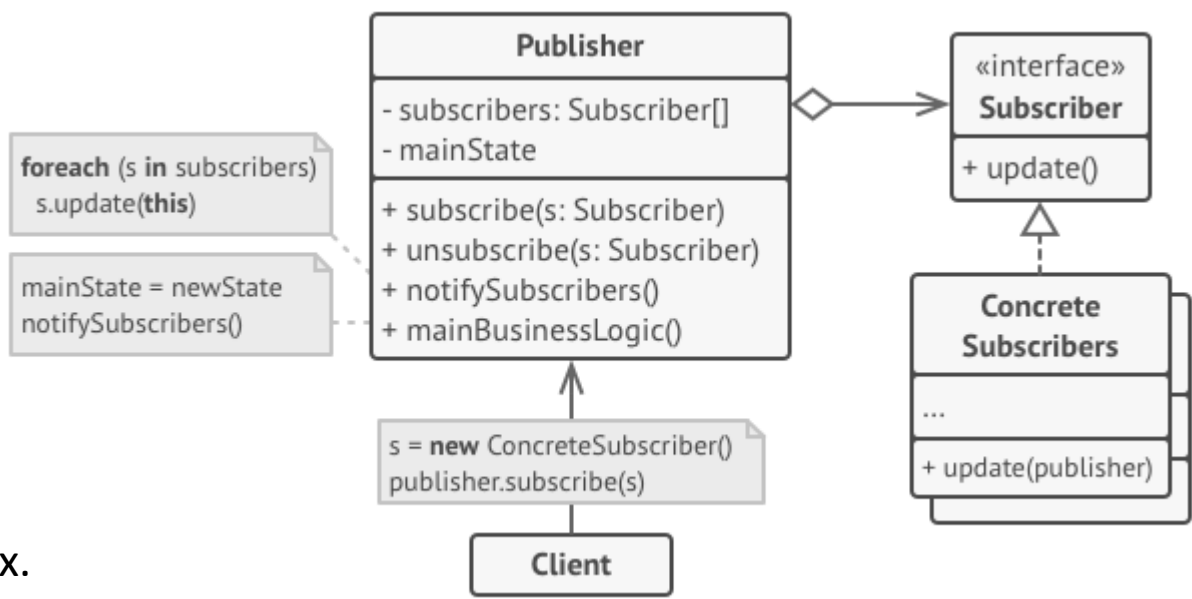 Publisher
- subscribers: Subscriber[]
- mainState
+ subscribe(s: Subscriber)
+ unsubscribe(s: Subscriber)
+ notifySubscribers()
+ mainBusinessLogic()
foreach (s in subscribers)
s.update(this)
mainState = newState
notifySubscribers()
«interface»
Subscriber
+ update()
Concrete
Subscribers
...
+ update(publisher)
s = new ConcreteSubscriber()
publisher.subscribe(s)
Client
x.